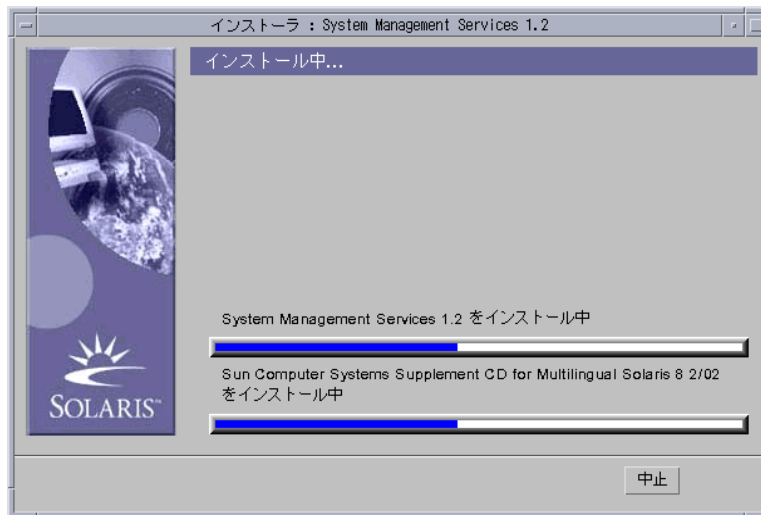 インストーラ : System Management Services 1.2
インストール中...
System Management Services 1.2 をインストール中
Sun Computer Systems Supplement CD for Multilingual Solaris 8 2/02
をインストール中
SOLARIS™
中止